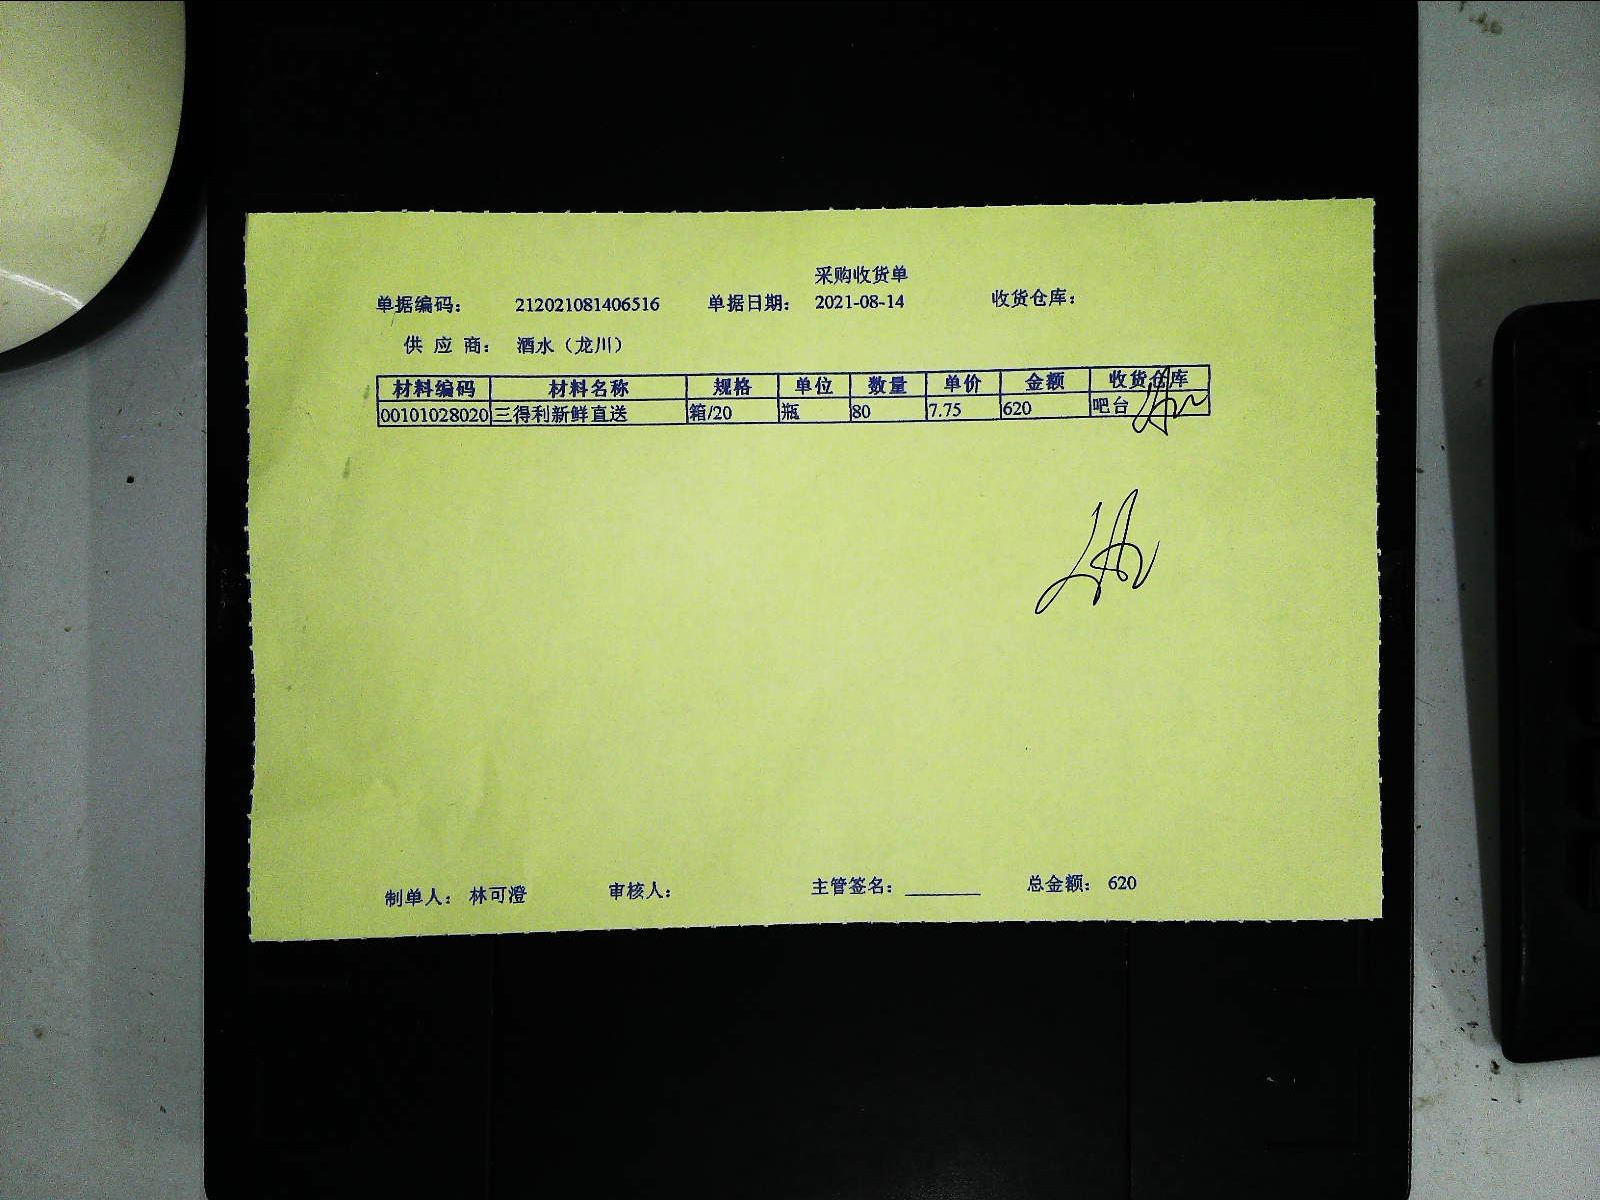 采购收货单
单据编码： 212021081406516 单据日期： 2021-08-14 收货仓库：
供 应 商： 酒水（龙川）
材料编码 材料名称 规格 单位 数量 单价 金额 收货仓库
00101028020 三得利新鲜直送 箱/20 瓶 80 7.75 620 吧台
制单人： 林可澄 审核人： 主管签名： ________ 总金额： 620